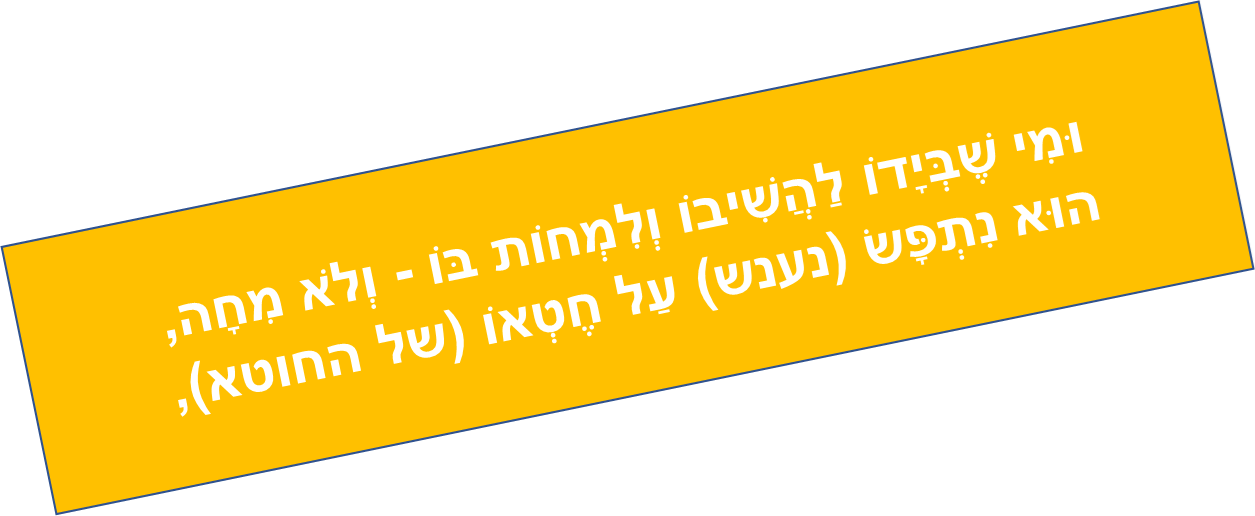 וּמִי שֶׁבְּיָדוֹ לַהֲשִׁיבוֹ וְלִמְחוֹת בּוֹ - וְלֹא מִחָה,
הוּא נִתְפָּשׂ (נענש) עַל חֶטְאוֹ (של החוטא),